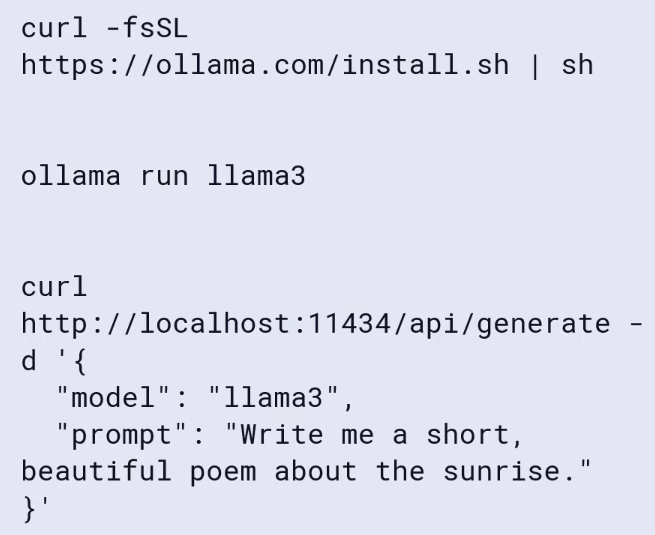 curl -fsSL
https://ollama.com/install.sh | sh
ollama run llama3
curl
http://localhost:11434/api/generate -
d '{
  "model": "llama3",
  "prompt": "Write me a short,
beautiful poem about the sunrise."
}'